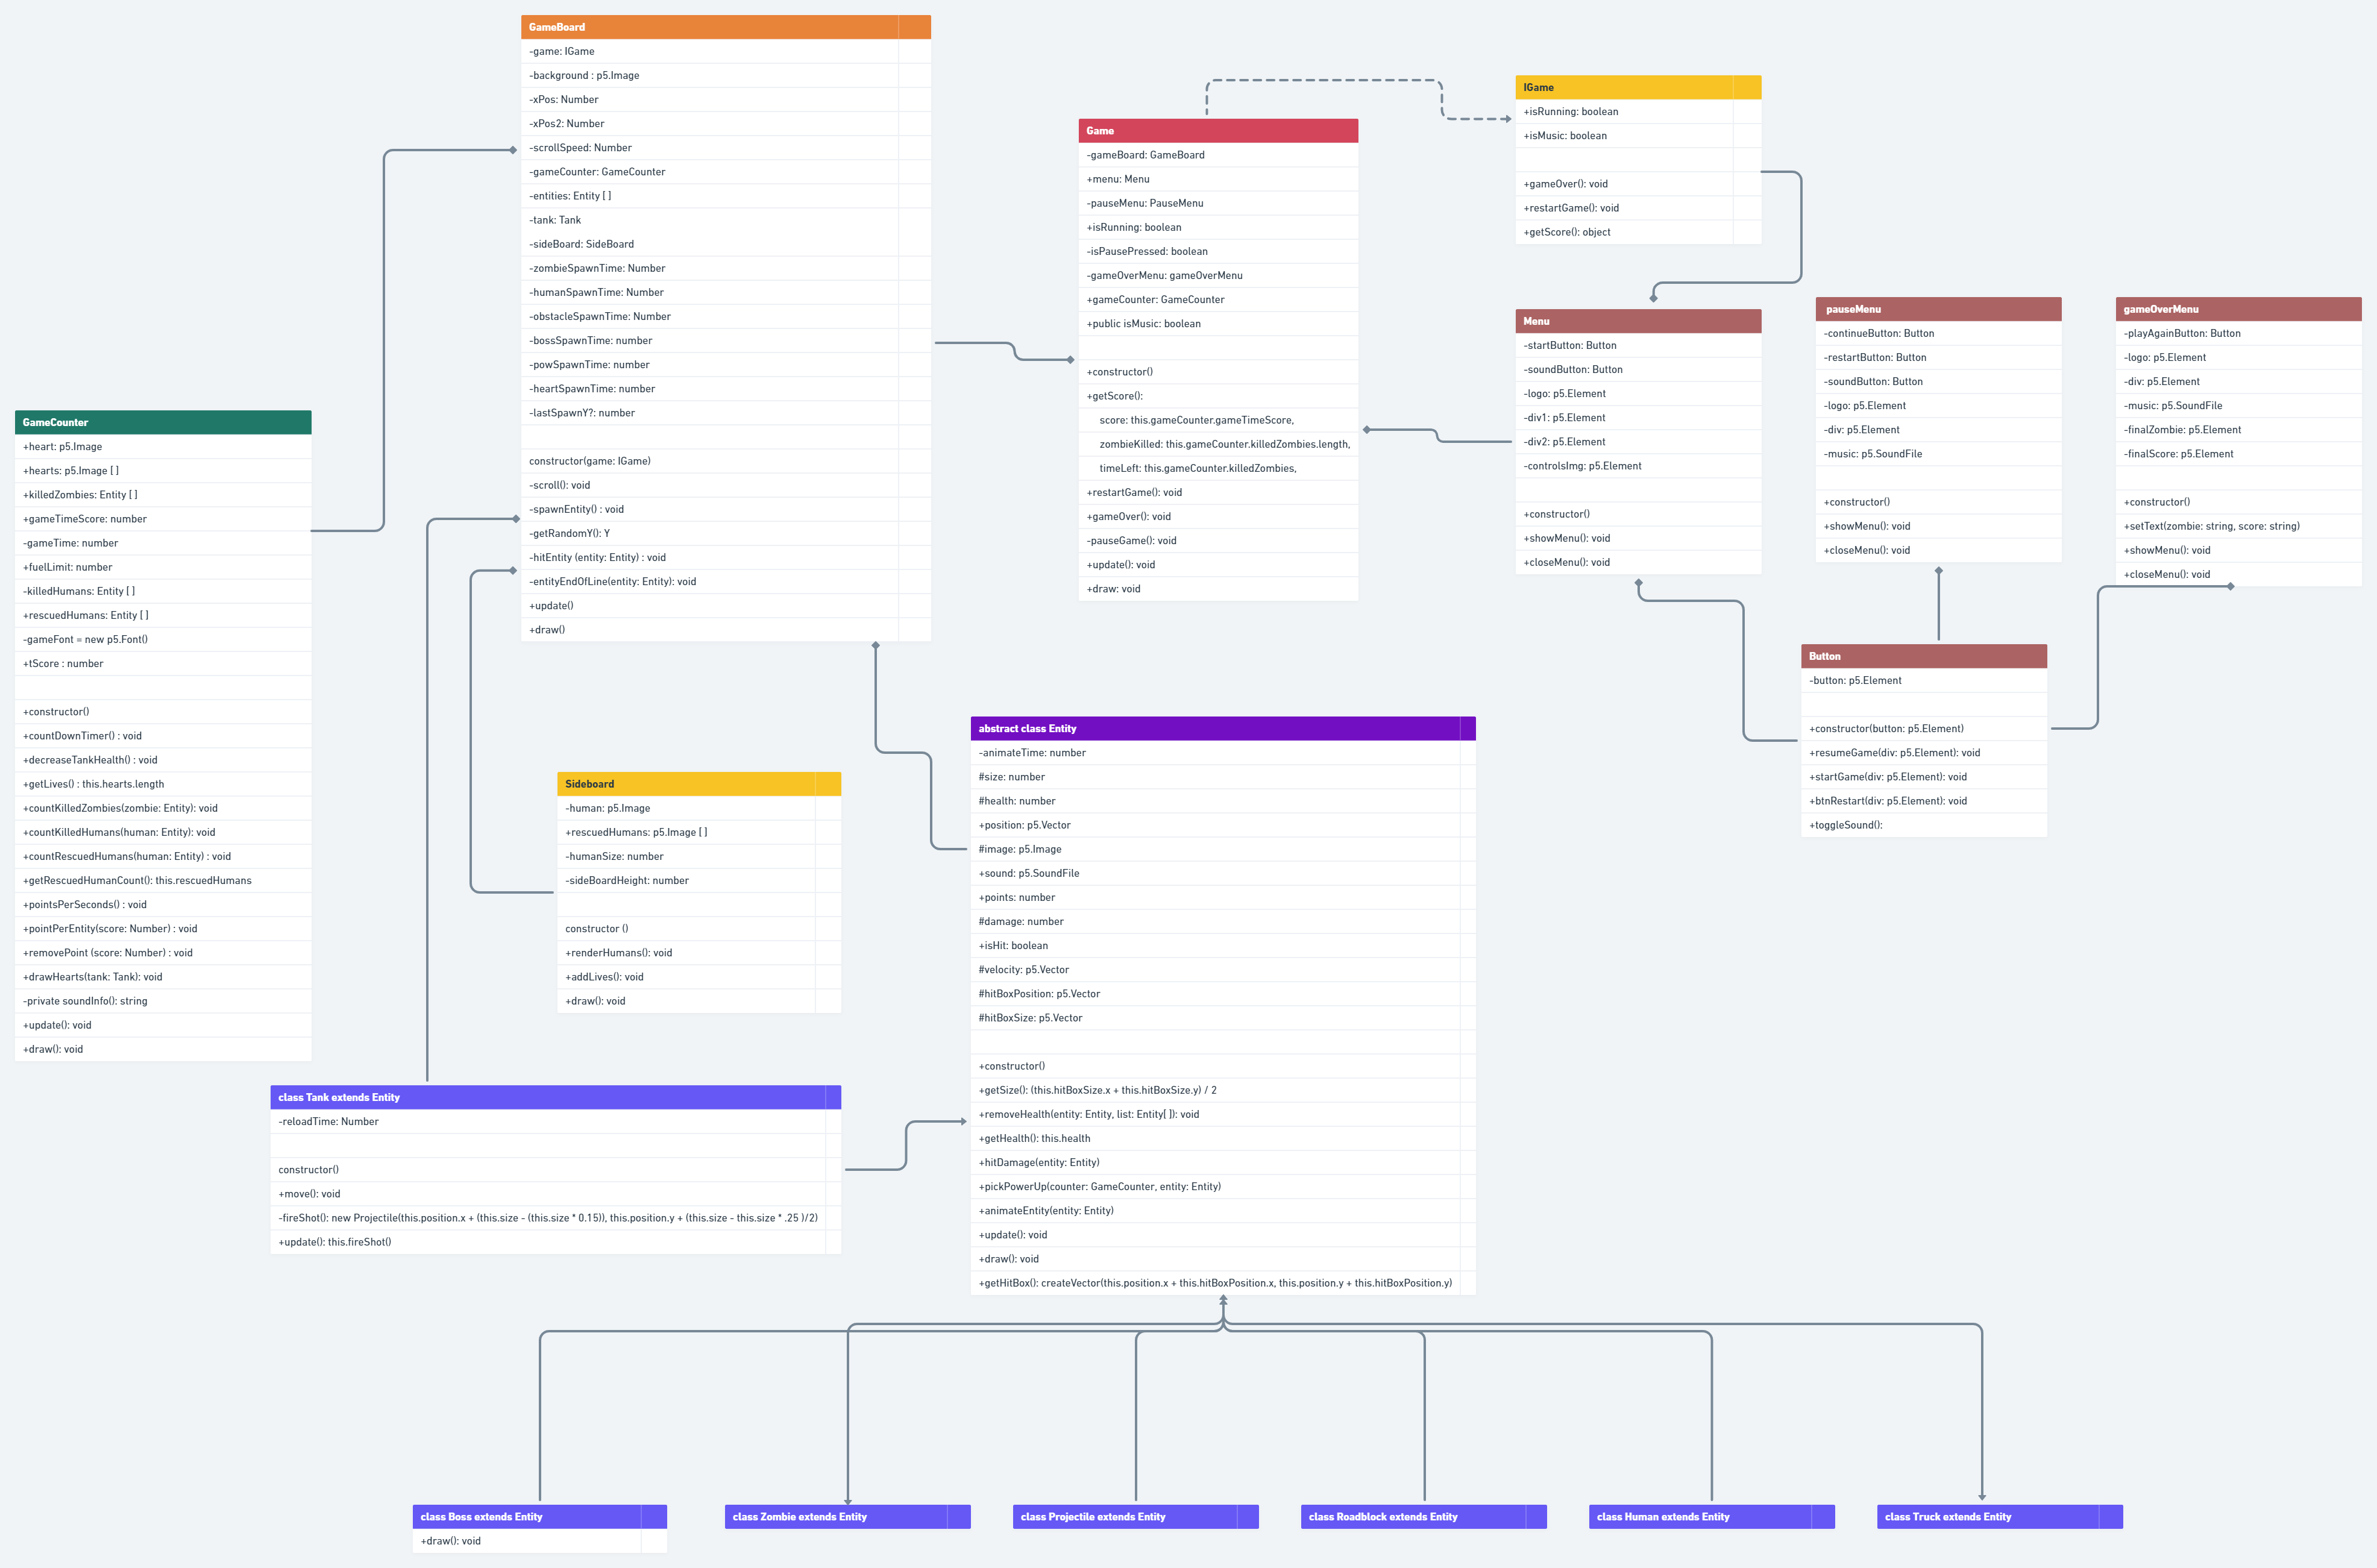 GameBoard
-game: IGame
-background : p5.Image
-xPos: Number
-xPos2: Number
-scrollSpeed: Number
-gameCounter: GameCounter
-entities: Entity [ ]
-tank: Tank
-sideBoard: SideBoard
-zombieSpawnTime: Number
-humanSpawnTime: Number
-obstacleSpawnTime: Number
-bossSpawnTime: number
-powSpawnTime: number
-heartSpawnTime: number
-lastSpawnY?: number
constructor(game: IGame)
-scroll(): void
-spawnEntity() : void
-getRandomY(): Y
-hitEntity (entity: Entity) : void
-entityEndOfLine(entity: Entity): void
+update()
+draw()
IGame
+isRunning: boolean
+isMusic: boolean
+gameOver(): void
+restartGame(): void
+getScore(): object
Game
-gameBoard: GameBoard
+menu: Menu
-pauseMenu: PauseMenu
+isRunning: boolean
-isPausePressed: boolean
-gameOverMenu: gameOverMenu
+gameCounter: GameCounter
+public isMusic: boolean
+constructor()
+getScore():
score: this.gameCounter.gameTimeScore,
zombieKilled: this.gameCounter.killedZombies.length,
timeLeft: this.gameCounter.killedZombies,
+restartGame(): void
+gameOver(): void
-pauseGame(): void
+update(): void
+draw: void
Menu
-startButton: Button
-soundButton: Button
-logo: p5.Element
-div1: p5.Element
-div2: p5.Element
-controlsImg: p5.Element
+constructor()
+showMenu(): void
+closeMenu(): void
pauseMenu
-continueButton: Button
-restartButton: Button
-soundButton: Button
-logo: p5.Element
-div: p5.Element
-music: p5.SoundFile
+constructor()
+showMenu(): void
+closeMenu(): void
gameOverMenu
-playAgainButton: Button
-logo: p5.Element
-div: p5.Element
-music: p5.SoundFile
-finalZombie: p5.Element
-finalScore: p5.Element
+constructor()
+setText(zombie: string, score: string)
+showMenu(): void
+closeMenu(): void
GameCounter
+heart: p5.Image
+hearts: p5.Image [ ]
+killedZombies: Entity [ ]
+gameTimeScore: number
-gameTime: number
+fuelLimit: number
-killedHumans: Entity [ ]
+rescuedHumans: Entity [ ]
-gameFont = new p5.Font()
+tScore : number
+constructor()
+countDownTimer() : void
+decreaseTankHealth() : void
+getLives() : this.hearts.length
+countKilledZombies(zombie: Entity): void
+countKilledHumans(human: Entity): void
+countRescuedHumans(human: Entity) : void
+getRescuedHumanCount(): this.rescuedHumans
+pointsPerSeconds() : void
+pointPerEntity(score: Number) : void
+removePoint (score: Number) : void
+drawHearts(tank: Tank): void
-private soundInfo(): string
+update(): void
+draw(): void
Button
-button: p5.Element
+constructor(button: p5.Element)
+resumeGame(div: p5.Element): void
+startGame(div: p5.Element): void
+btnRestart(div: p5.Element): void
+toggleSound():
abstract class Entity
-animateTime: number
#size: number
#health: number
+position: p5.Vector
#image: p5.Image
+sound: p5.SoundFile
+points: number
#damage: number
+isHit: boolean
#velocity: p5.Vector
#hitBoxPosition: p5.Vector
#hitBoxSize: p5.Vector
+constructor()
+getSize(): (this.hitBoxSize.x + this.hitBoxSize.y) / 2
+removeHealth(entity: Entity, list: Entity[ ]): void
+getHealth(): this.health
+hitDamage(entity: Entity)
+pickPowerUp(counter: GameCounter, entity: Entity)
+animateEntity(entity: Entity)
+update(): void
+draw(): void
+getHitBox(): createVector(this.position.x + this.hitBoxPosition.x, this.position.y + this.hitBoxPosition.y)
Sideboard
-human: p5.Image
+rescuedHumans: p5.Image [ ]
-humanSize: number
-sideBoardHeight: number
constructor ()
+renderHumans(): void
+addLives(): void
+draw(): void
class Tank extends Entity
-reloadTime: Number
constructor()
+move(): void
-fireShot(): new Projectile(this.position.x + (this.size - (this.size * 0.15)), this.position.y + (this.size - this.size * .25 )/2)
+update(): this.fireShot()
class Boss extends Entity
+draw(): void
class Zombie extends Entity
class Projectile extends Entity
class Roadblock extends Entity
class Human extends Entity
class Truck extends Entity